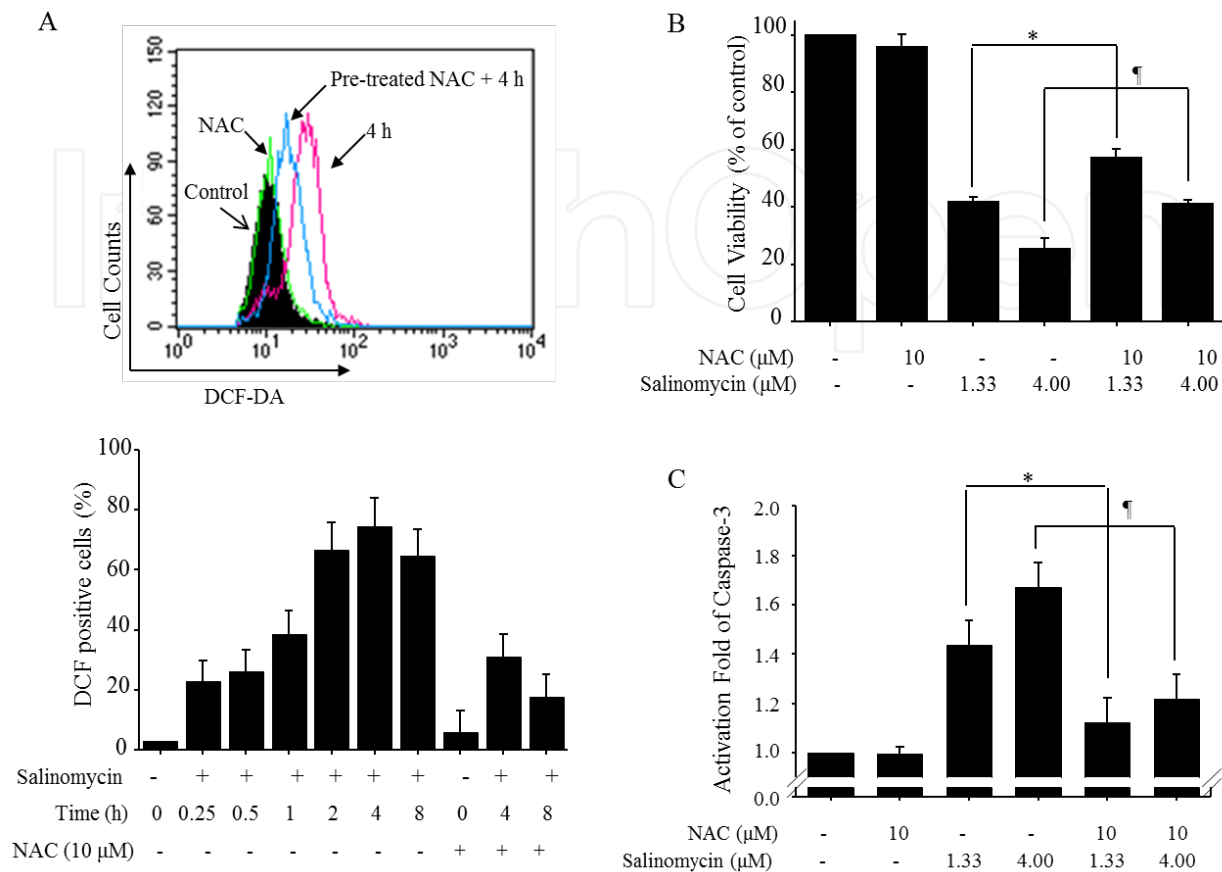 A
150
120
90
60
30
0
Pre-treated NAC + 4 h
NAC
4 h
Control
Cell Counts
10^0 10^1 10^2 10^3 10^4
DCF-DA
100
80
60
40
20
0
DCF positive cells (%)
Salinomycin - + + + + + + - + +
Time (h) 0 0.25 0.5 1 2 4 8 0 4 8
NAC (10 μM) - - - - - - - + + +
B
100
80
60
40
20
0
* ¶
Cell Viability (% of control)
NAC (μM) - 10 - - 10 10
Salinomycin (μM) - - 1.33 4.00 1.33 4.00
C
2.0
1.8
1.6
1.4
1.2
1.0
0.0
* ¶
Activation Fold of Caspase-3
NAC (μM) - 10 - - 10 10
Salinomycin (μM) - - 1.33 4.00 1.33 4.00